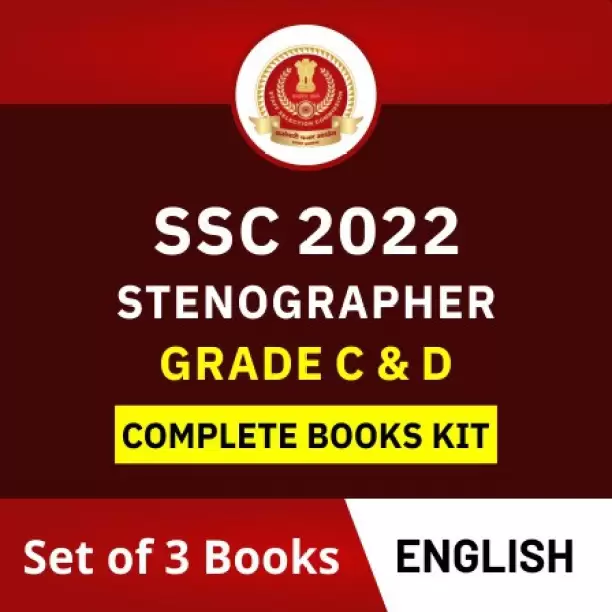 STAFF SELECTION COMMISSION
SSC 2022
STENOGRAPHER
GRADE C & D
COMPLETE BOOKS KIT
Set of 3 Books
ENGLISH